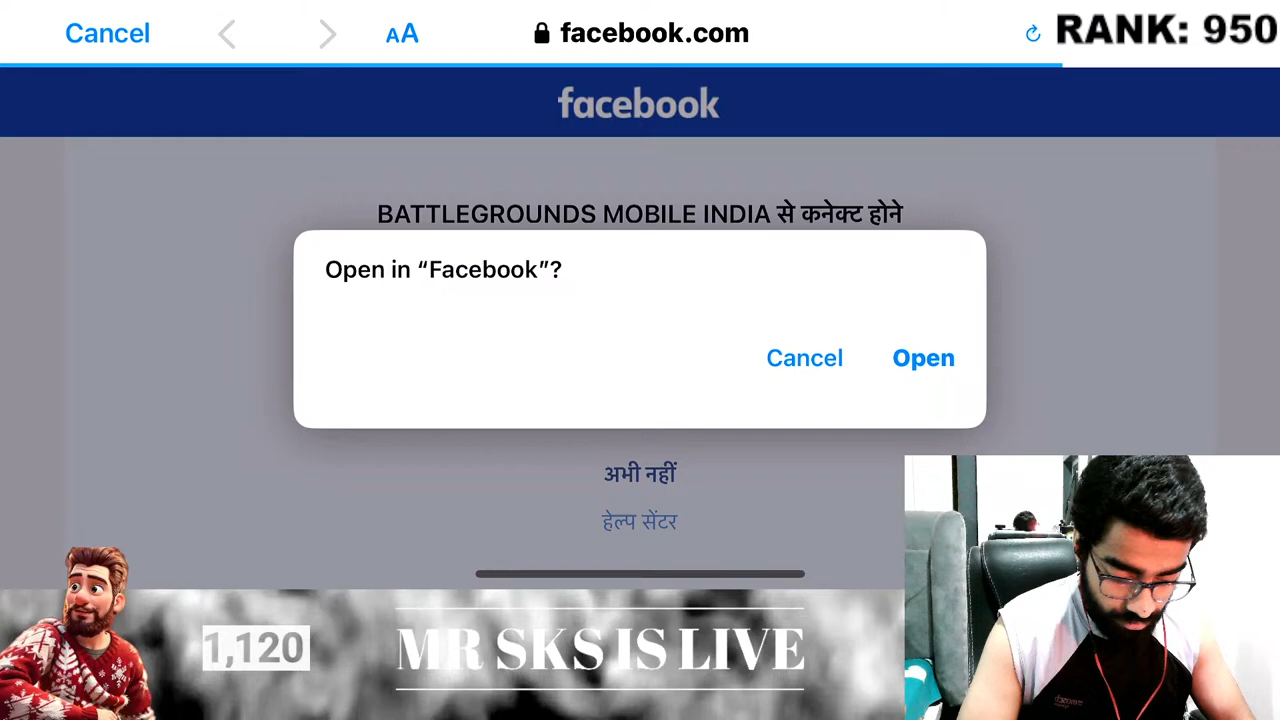 Cancel
AA
facebook.com
RANK: 950
facebook
BATTLEGROUNDS MOBILE INDIA से कनेक्ट होने
Open in “Facebook”?
Cancel
Open
अभी नहीं
हेल्प सेंटर
1,120
MR SKS IS LIVE